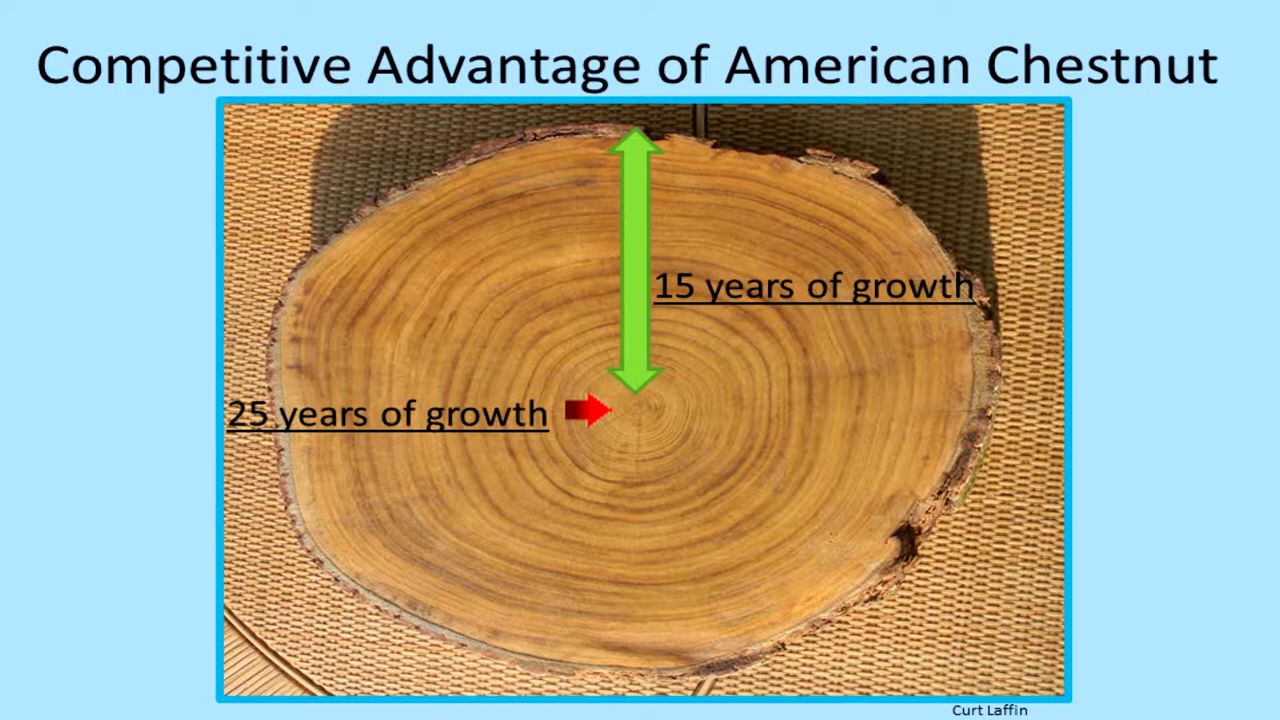 Competitive Advantage of American Chestnut
15 years of growth
25 years of growth
Curt Laffin